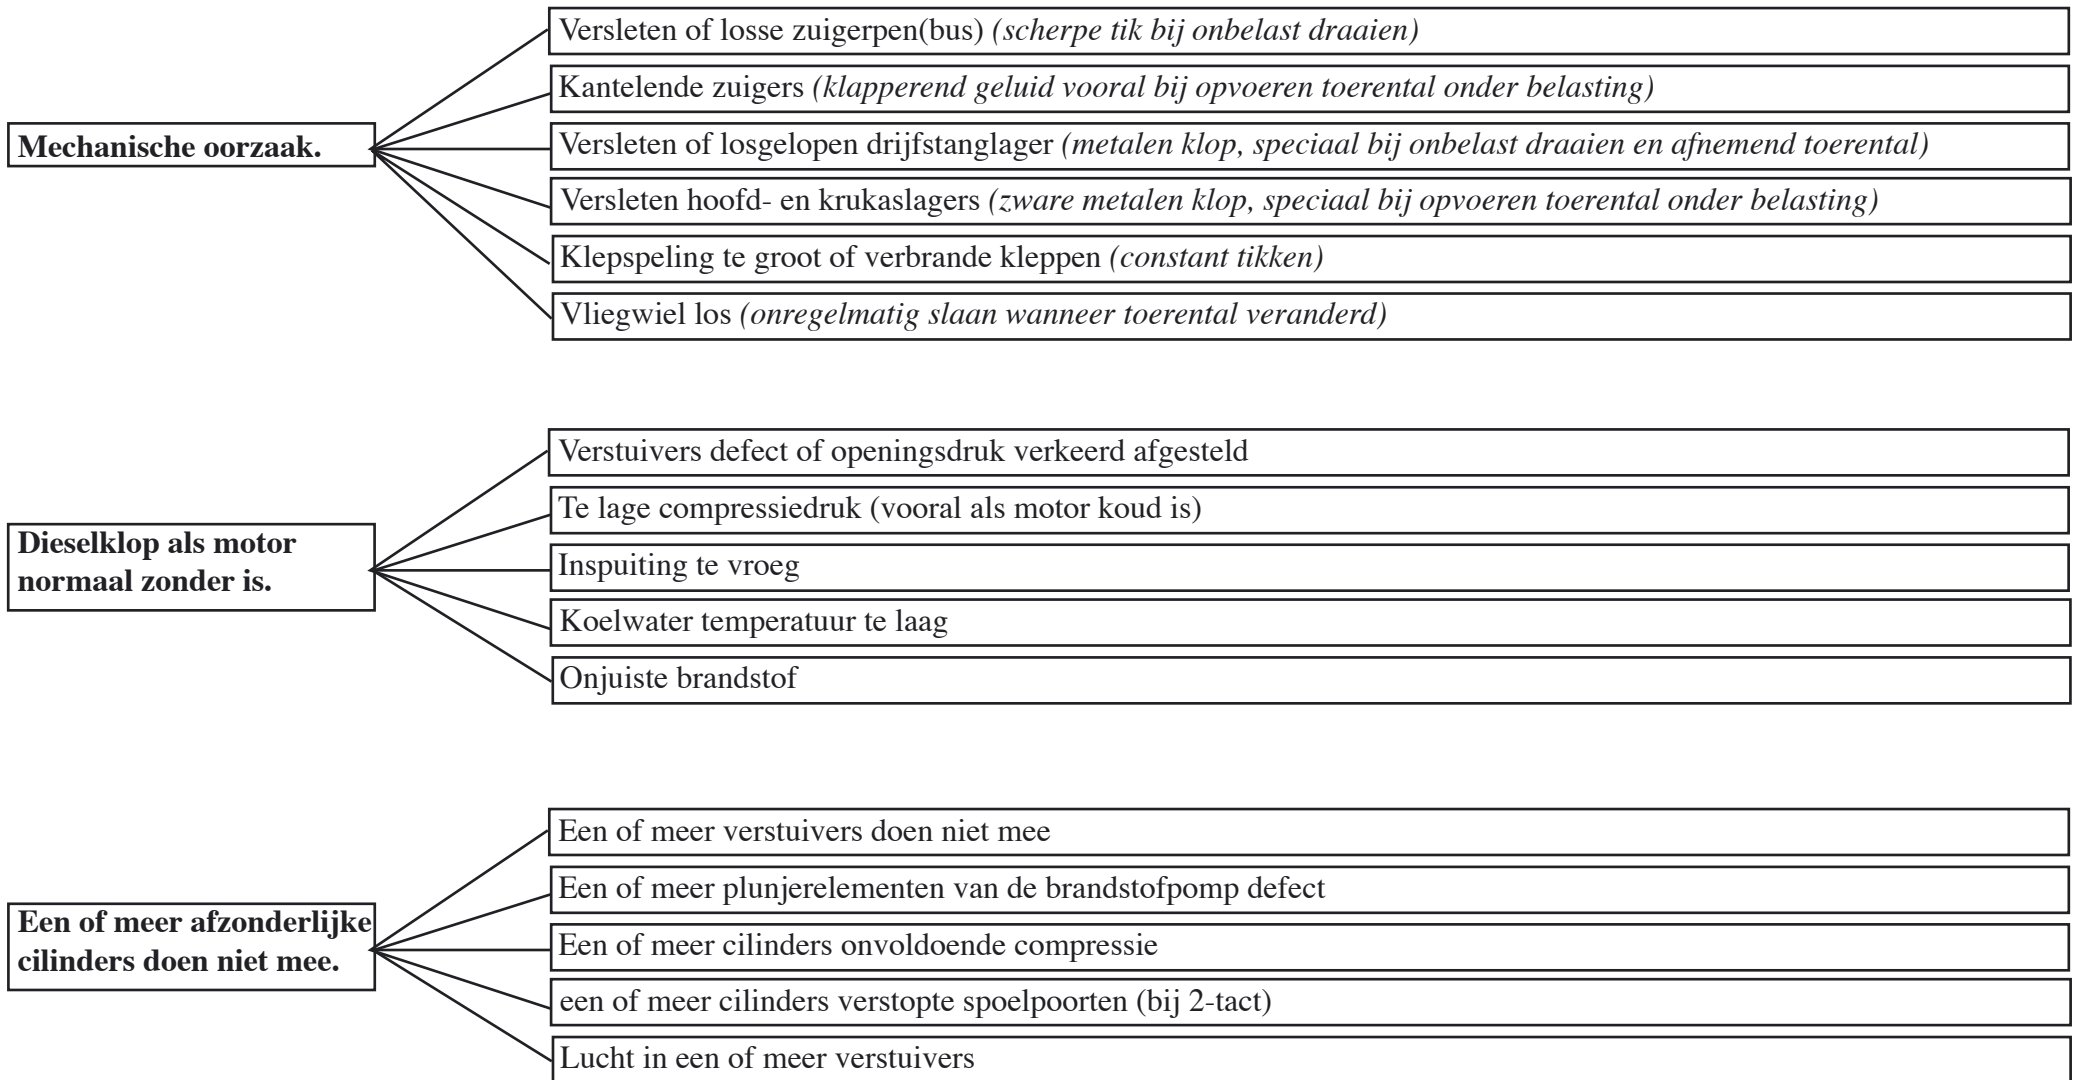 Mechanische oorzaak.
Versleten of losse zuigerpen(bus) (scherpe tik bij onbelast draaien)
Kantelende zuigers (klapperend geluid vooral bij opvoeren toerental onder belasting)
Versleten of losgelopen drijfstanglager (metalen klop, speciaal bij onbelast draaien en afnemend toerental)
Versleten hoofd- en krukaslagers (zware metalen klop, speciaal bij opvoeren toerental onder belasting)
Klepspeling te groot of verbrande kleppen (constant tikken)
Vliegwiel los (onregelmatig slaan wanneer toerental veranderd)
Dieselklop als motor
normaal zonder is.
Verstuivers defect of openingsdruk verkeerd afgesteld
Te lage compressiedruk (vooral als motor koud is)
Inspuiting te vroeg
Koelwater temperatuur te laag
Onjuiste brandstof
Een of meer afzonderlijke
cilinders doen niet mee.
Een of meer verstuivers doen niet mee
Een of meer plunjerelementen van de brandstofpomp defect
Een of meer cilinders onvoldoende compressie
een of meer cilinders verstopte spoelpoorten (bij 2-tact)
Lucht in een of meer verstuivers